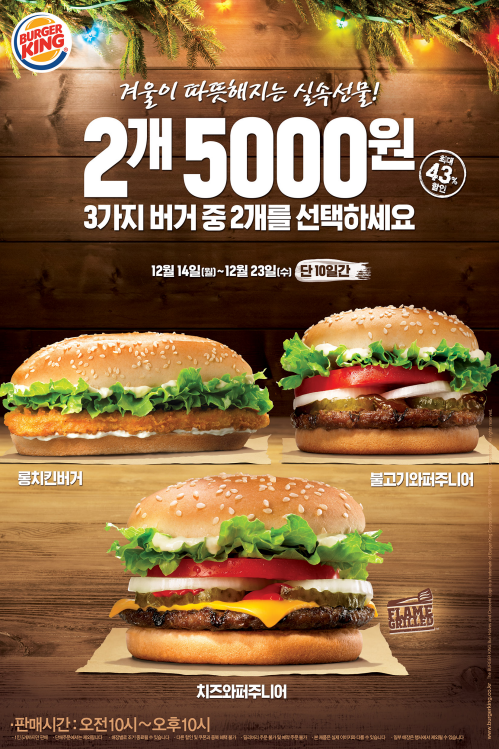 BURGER
KING
겨울이 따뜻해지는 실속선물!
2개 5000원
최대
43%
할인
3가지 버거 중 2개를 선택하세요
12월 14일(월)~12월 23일(수) 단 10일간
롱치킨버거
불고기와퍼주니어
FLAME
GRILLED
치즈와퍼주니어
·판매시간 : 오전10시~오후10시
www.burgerking.co.kr